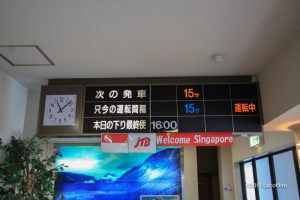 次の発車 15分
只今の運転間隔 15分 運転中
本日の下り最終便 16:00
JTB Welcome Singapore